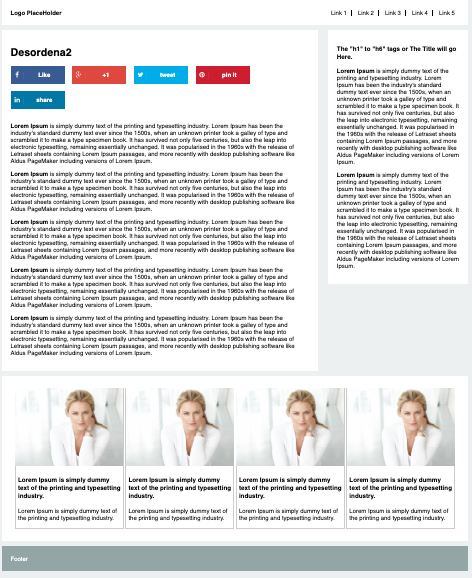 Logo PlaceHolder
Link 1 | Link 2 | Link 3 | Link 4 | Link 5
Desordena2
f Like
g+ +1
tweet
pin it
in share
Lorem Ipsum is simply dummy text of the printing and typesetting industry. Lorem Ipsum has been the
industry's standard dummy text ever since the 1500s, when an unknown printer took a galley of type and
scrambled it to make a type specimen book. It has survived not only five centuries, but also the leap into
electronic typesetting, remaining essentially unchanged. It was popularised in the 1960s with the release of
Letraset sheets containing Lorem Ipsum passages, and more recently with desktop publishing software like
Aldus PageMaker including versions of Lorem Ipsum.
Lorem Ipsum is simply dummy text of the printing and typesetting industry. Lorem Ipsum has been the
industry's standard dummy text ever since the 1500s, when an unknown printer took a galley of type and
scrambled it to make a type specimen book. It has survived not only five centuries, but also the leap into
electronic typesetting, remaining essentially unchanged. It was popularised in the 1960s with the release of
Letraset sheets containing Lorem Ipsum passages, and more recently with desktop publishing software like
Aldus PageMaker including versions of Lorem Ipsum.
Lorem Ipsum is simply dummy text of the printing and typesetting industry. Lorem Ipsum has been the
industry's standard dummy text ever since the 1500s, when an unknown printer took a galley of type and
scrambled it to make a type specimen book. It has survived not only five centuries, but also the leap into
electronic typesetting, remaining essentially unchanged. It was popularised in the 1960s with the release of
Letraset sheets containing Lorem Ipsum passages, and more recently with desktop publishing software like
Aldus PageMaker including versions of Lorem Ipsum.
Lorem Ipsum is simply dummy text of the printing and typesetting industry. Lorem Ipsum has been the
industry's standard dummy text ever since the 1500s, when an unknown printer took a galley of type and
scrambled it to make a type specimen book. It has survived not only five centuries, but also the leap into
electronic typesetting, remaining essentially unchanged. It was popularised in the 1960s with the release of
Letraset sheets containing Lorem Ipsum passages, and more recently with desktop publishing software like
Aldus PageMaker including versions of Lorem Ipsum.
Lorem Ipsum is simply dummy text of the printing and typesetting industry. Lorem Ipsum has been the
industry's standard dummy text ever since the 1500s, when an unknown printer took a galley of type and
scrambled it to make a type specimen book. It has survived not only five centuries, but also the leap into
electronic typesetting, remaining essentially unchanged. It was popularised in the 1960s with the release of
Letraset sheets containing Lorem Ipsum passages, and more recently with desktop publishing software like
Aldus PageMaker including versions of Lorem Ipsum.
The "h1" to "h6" tags or The Title will go
Here.
Lorem Ipsum is simply dummy text of the
printing and typesetting industry. Lorem
Ipsum has been the industry's standard
dummy text ever since the 1500s, when an
unknown printer took a galley of type and
scrambled it to make a type specimen book. It
has survived not only five centuries, but also
the leap into electronic typesetting, remaining
essentially unchanged. It was popularised in
the 1960s with the release of Letraset sheets
containing Lorem Ipsum passages, and more
recently with desktop publishing software like
Aldus PageMaker including versions of Lorem
Ipsum.
Lorem Ipsum is simply dummy text of the
printing and typesetting industry. Lorem
Ipsum has been the industry's standard
dummy text ever since the 1500s, when an
unknown printer took a galley of type and
scrambled it to make a type specimen book. It
has survived not only five centuries, but also
the leap into electronic typesetting, remaining
essentially unchanged. It was popularised in
the 1960s with the release of Letraset sheets
containing Lorem Ipsum passages, and more
recently with desktop publishing software like
Aldus PageMaker including versions of Lorem
Ipsum.
Lorem Ipsum is simply dummy
text of the printing and typesetting
industry.
Lorem Ipsum is simply dummy text of
the printing and typesetting industry.
Lorem Ipsum is simply dummy
text of the printing and typesetting
industry.
Lorem Ipsum is simply dummy text of
the printing and typesetting industry.
Lorem Ipsum is simply dummy
text of the printing and typesetting
industry.
Lorem Ipsum is simply dummy text of
the printing and typesetting industry.
Lorem Ipsum is simply dummy
text of the printing and typesetting
industry.
Lorem Ipsum is simply dummy text of
the printing and typesetting industry.
Footer